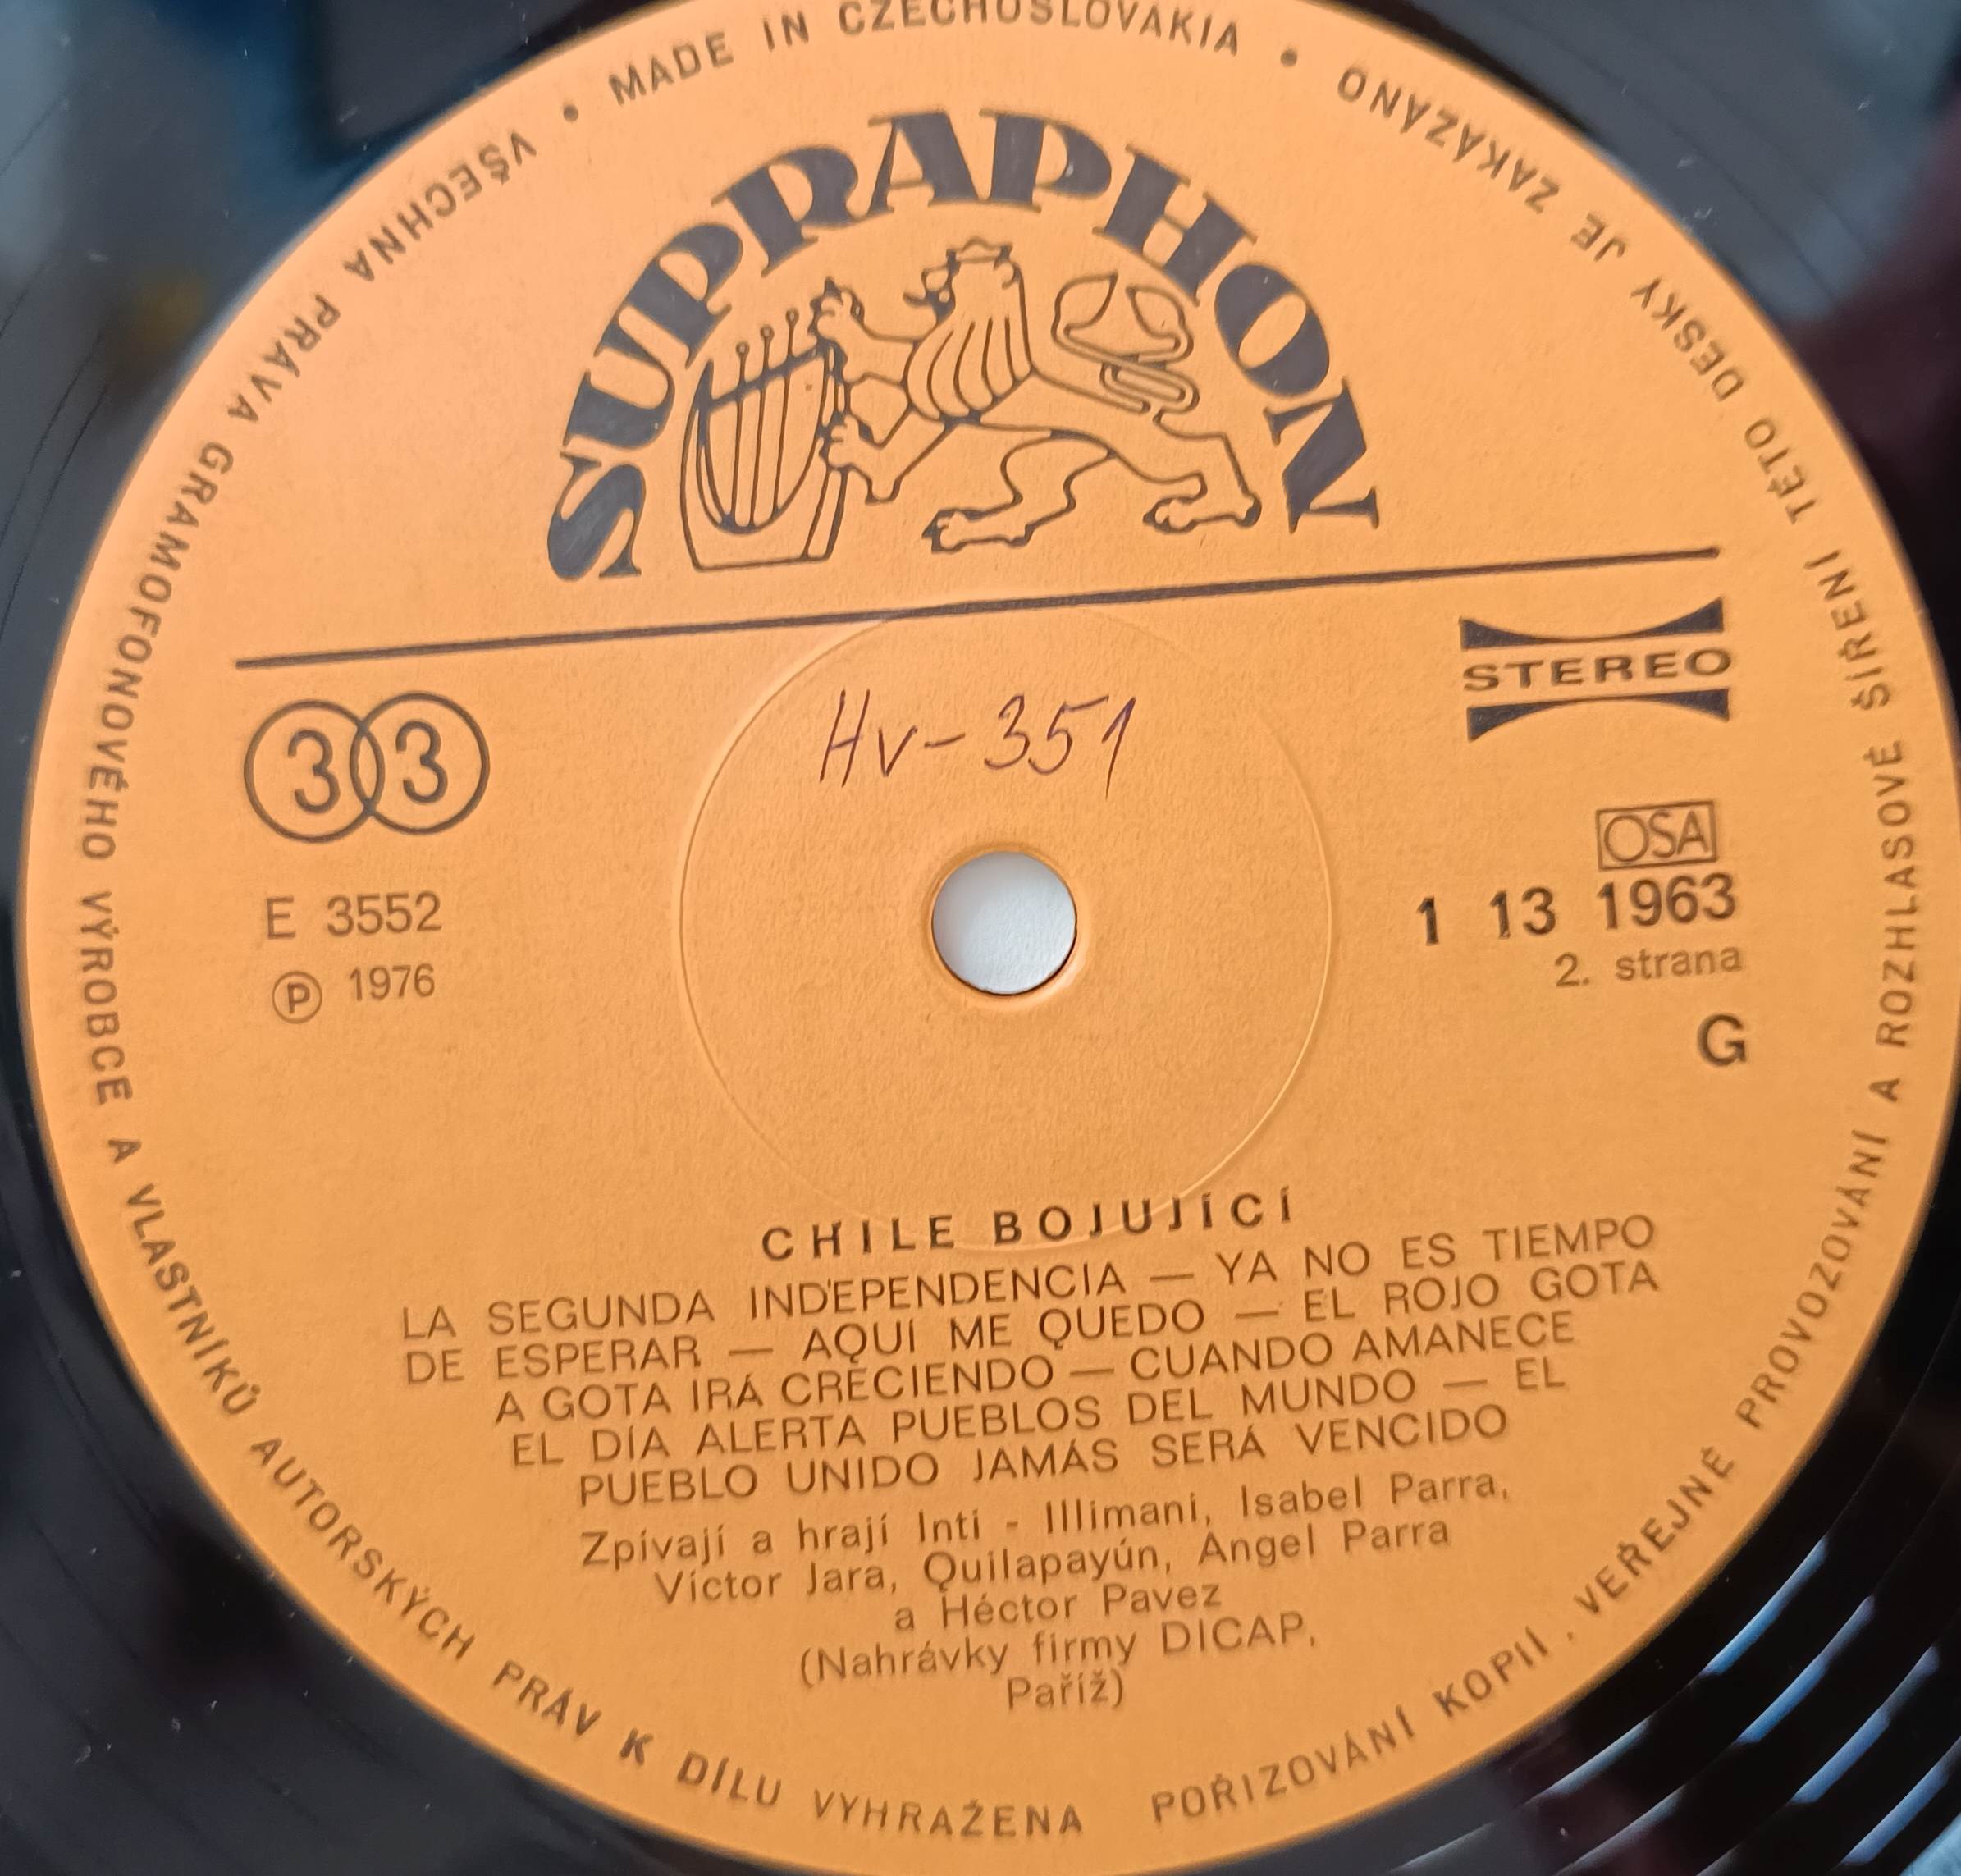 • MADE IN CZECHOSLOVAKIA •
VŠECHNA PRÁVA GRAMOFONOVÉHO VÝROBCE A VLASTNÍKŮ AUTORSKÝCH PRÁV K DÍLU VYHRAŽENA
POŘIZOVÁNÍ KOPIÍ . VEŘEJNÉ PROVOZOVÁNÍ A ROZHLASOVÉ ŠÍŘENÍ TÉTO DESKY JE ZAKÁZÁNO
SUPRAPHON
STEREO
33
Hv-351
OSA
E 3552
1 13 1963
℗ 1976
2. strana
G
CHILE BOJUJÍCÍ
LA SEGUNDA INDEPENDENCIA — YA NO ES TIEMPO
DE ESPERAR — AQUÍ ME QUEDO — EL ROJO GOTA
A GOTA IRÁ CRECIENDO — CUANDO AMANECE
EL DÍA ALERTA PUEBLOS DEL MUNDO — EL
PUEBLO UNIDO JAMÁS SERÁ VENCIDO
Zpívají a hrají Inti - Illimani, Isabel Parra,
Víctor Jara, Quilapayún, Angel Parra
a Héctor Pavez
(Nahrávky firmy DICAP,
Paříž)